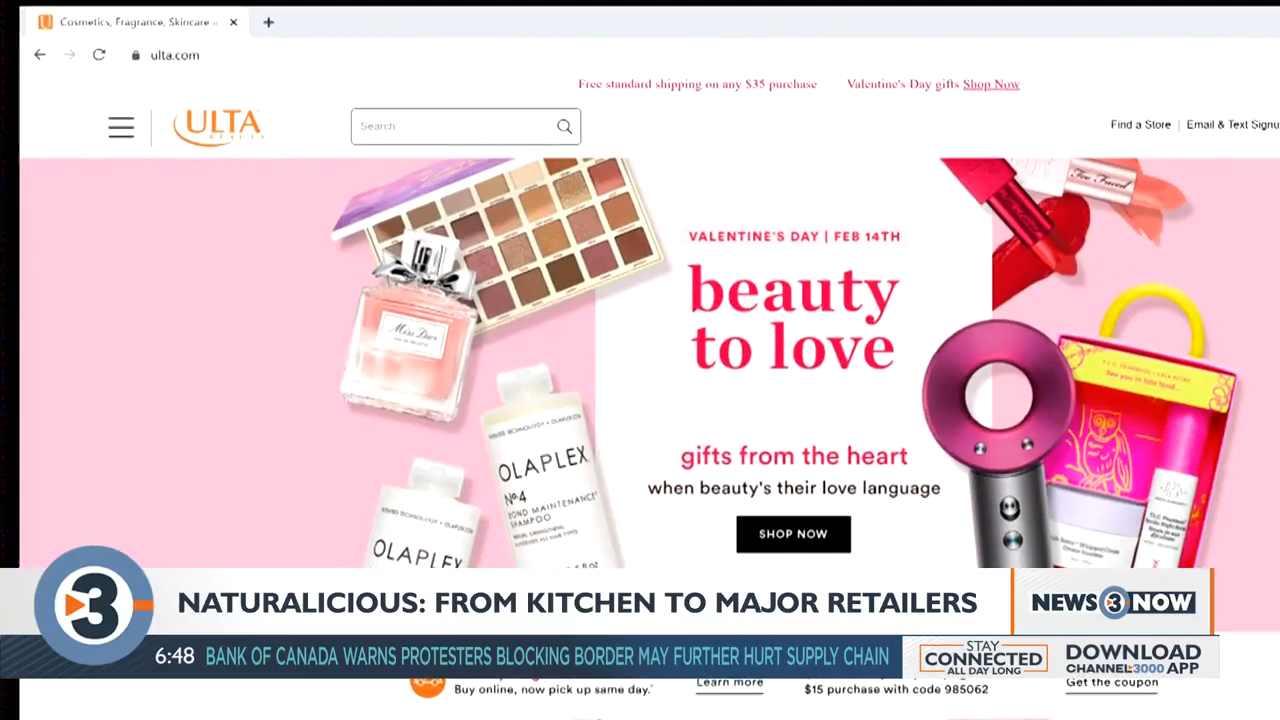 Cosmetics, Fragrance, Skincare
ulta.com
Free standard shipping on any $35 purchase
Valentine's Day gifts Shop Now
ULTA
BEAUTY
Search
Find a Store
Email & Text Signu
Too Faced
VALENTINE'S DAY | FEB 14TH
beauty
to love
Miss Dior
gifts from the heart
when beauty's their love language
SHOP NOW
OLAPLEX
Nº4
BOND MAINTENANCE
SHAMPOO
OLAPLEX
3
NATURALICIOUS: FROM KITCHEN TO MAJOR RETAILERS
NEWS 3 NOW
6:48
BANK OF CANADA WARNS PROTESTERS BLOCKING BORDER MAY FURTHER HURT SUPPLY CHAIN
STAY
CONNECTED
ALL DAY LONG
DOWNLOAD
CHANNEL3000 APP
Buy online, now pick up same day.
Learn more
$15 purchase with code 985062
Get the coupon